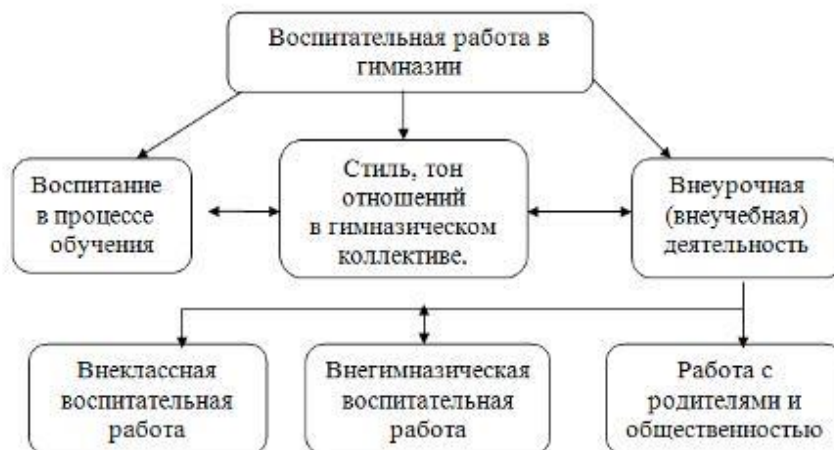 Воспитательная работа в
гимназии
Воспитание
в процессе
обучения
Стиль, тон
отношений
в гимназическом
коллективе.
Внеурочная
(внеучебная)
деятельность
Внеклассная
воспитательная
работа
Внегимназическая
воспитательная
работа
Работа с
родителями и
общественностью